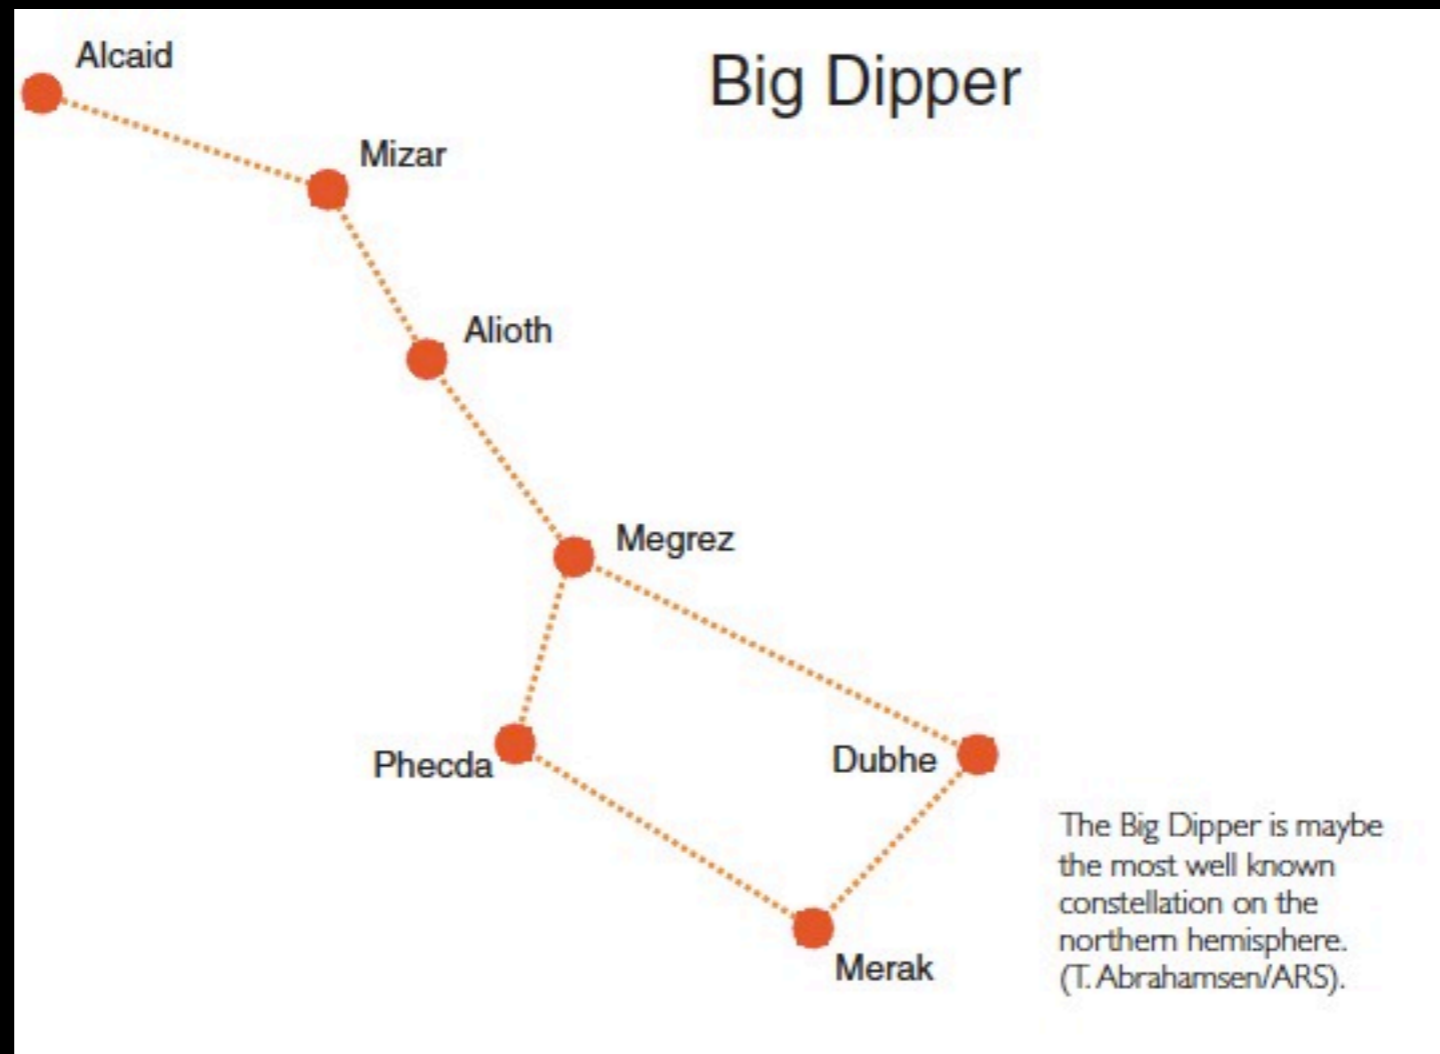 Alcaid
Big Dipper
Mizar
Alioth
Megrez
Phecda
Dubhe
The Big Dipper is maybe
the most well known
constellation on the
northern hemisphere.
(T. Abrahamsen/ARS).
Merak